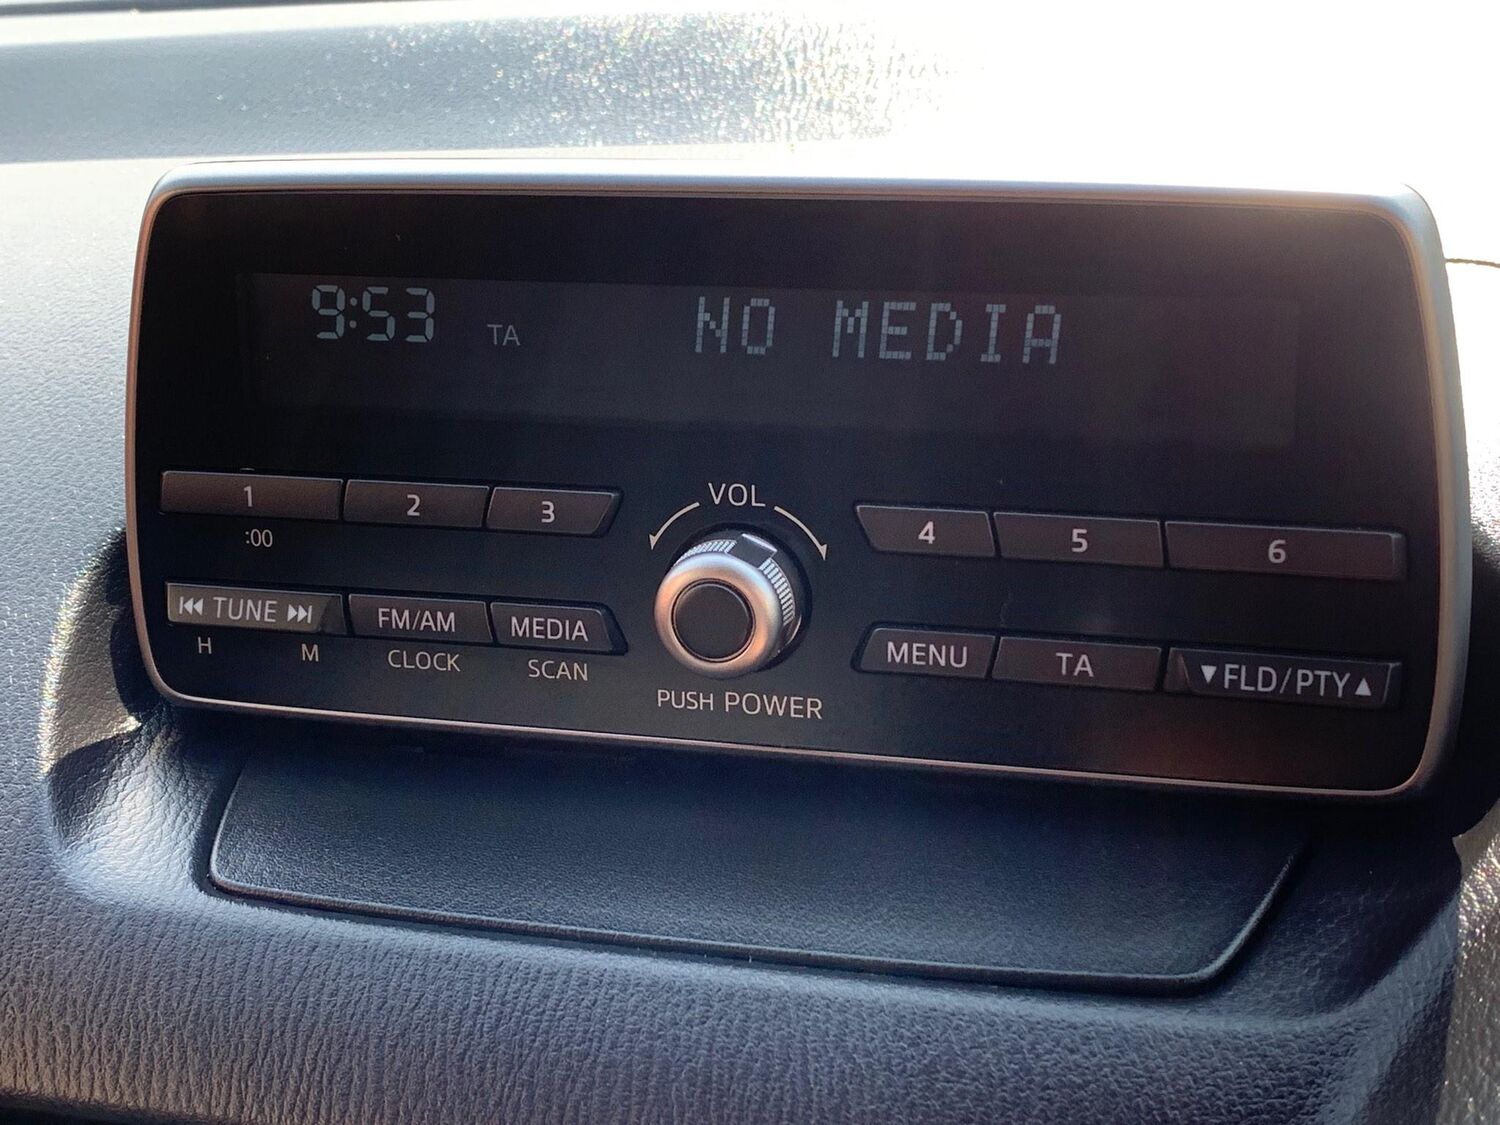 9:53 TA NO MEDIA
VOL
1 2 3 4 5 6
:00
⏮ TUNE ⏭ FM/AM MEDIA MENU TA ▼FLD/PTY▲
H M CLOCK SCAN
PUSH POWER